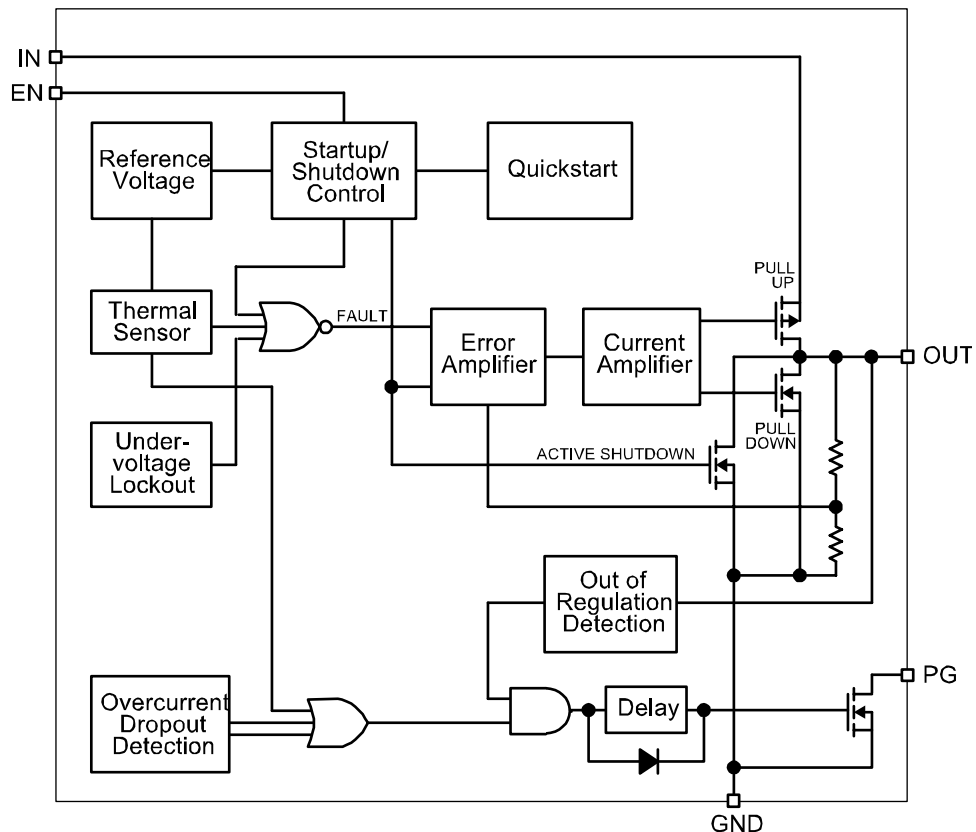 IN
EN
Reference
Voltage
Startup/
Shutdown
Control
Quickstart
PULL
UP
Thermal
Sensor
FAULT
Error
Amplifier
Current
Amplifier
OUT
PULL
DOWN
Under-
voltage
Lockout
ACTIVE SHUTDOWN
Out of
Regulation
Detection
PG
Overcurrent
Dropout
Detection
Delay
GND